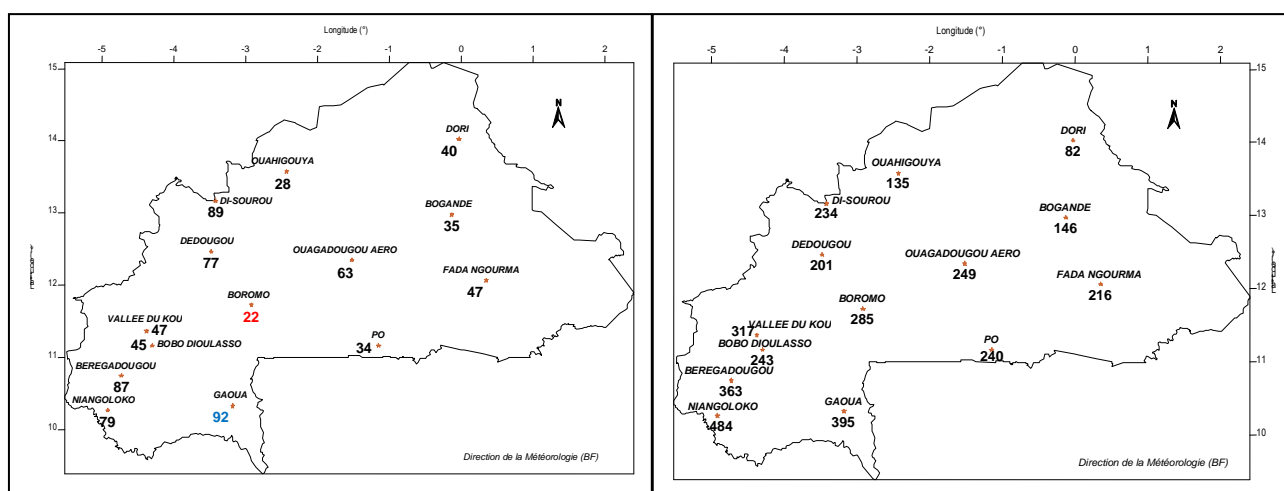 Longitude (°)
-5 -4 -3 -2 -1 0 1 2
15
14
13
12
11
10
N
DORI
40
OUAHIGOUYA
28
DI-SOUROU
89
BOGANDE
35
DEDOUGOU
77
OUAGADOUGOU AERO
63
FADA NGOURMA
47
BOROMO
22
VALLEE DU KOU
47
45
BOBO DIOULASSO
PO
34
BEREGADOUGOU
87
NIANGOLOKO
79
GAOUA
92
Direction de la Météorologie (BF)
Longitude (°)
-5 -4 -3 -2 -1 0 1 2
15
14
13
12
11
10
N
DORI
82
OUAHIGOUYA
135
DI-SOUROU
234
BOGANDE
146
DEDOUGOU
201
OUAGADOUGOU AERO
249
FADA NGOURMA
216
BOROMO
285
VALLEE DU KOU
317
BOBO DIOULASSO
243
PO
240
BEREGADOUGOU
363
NIANGOLOKO
484
GAOUA
395
Direction de la Météorologie (BF)